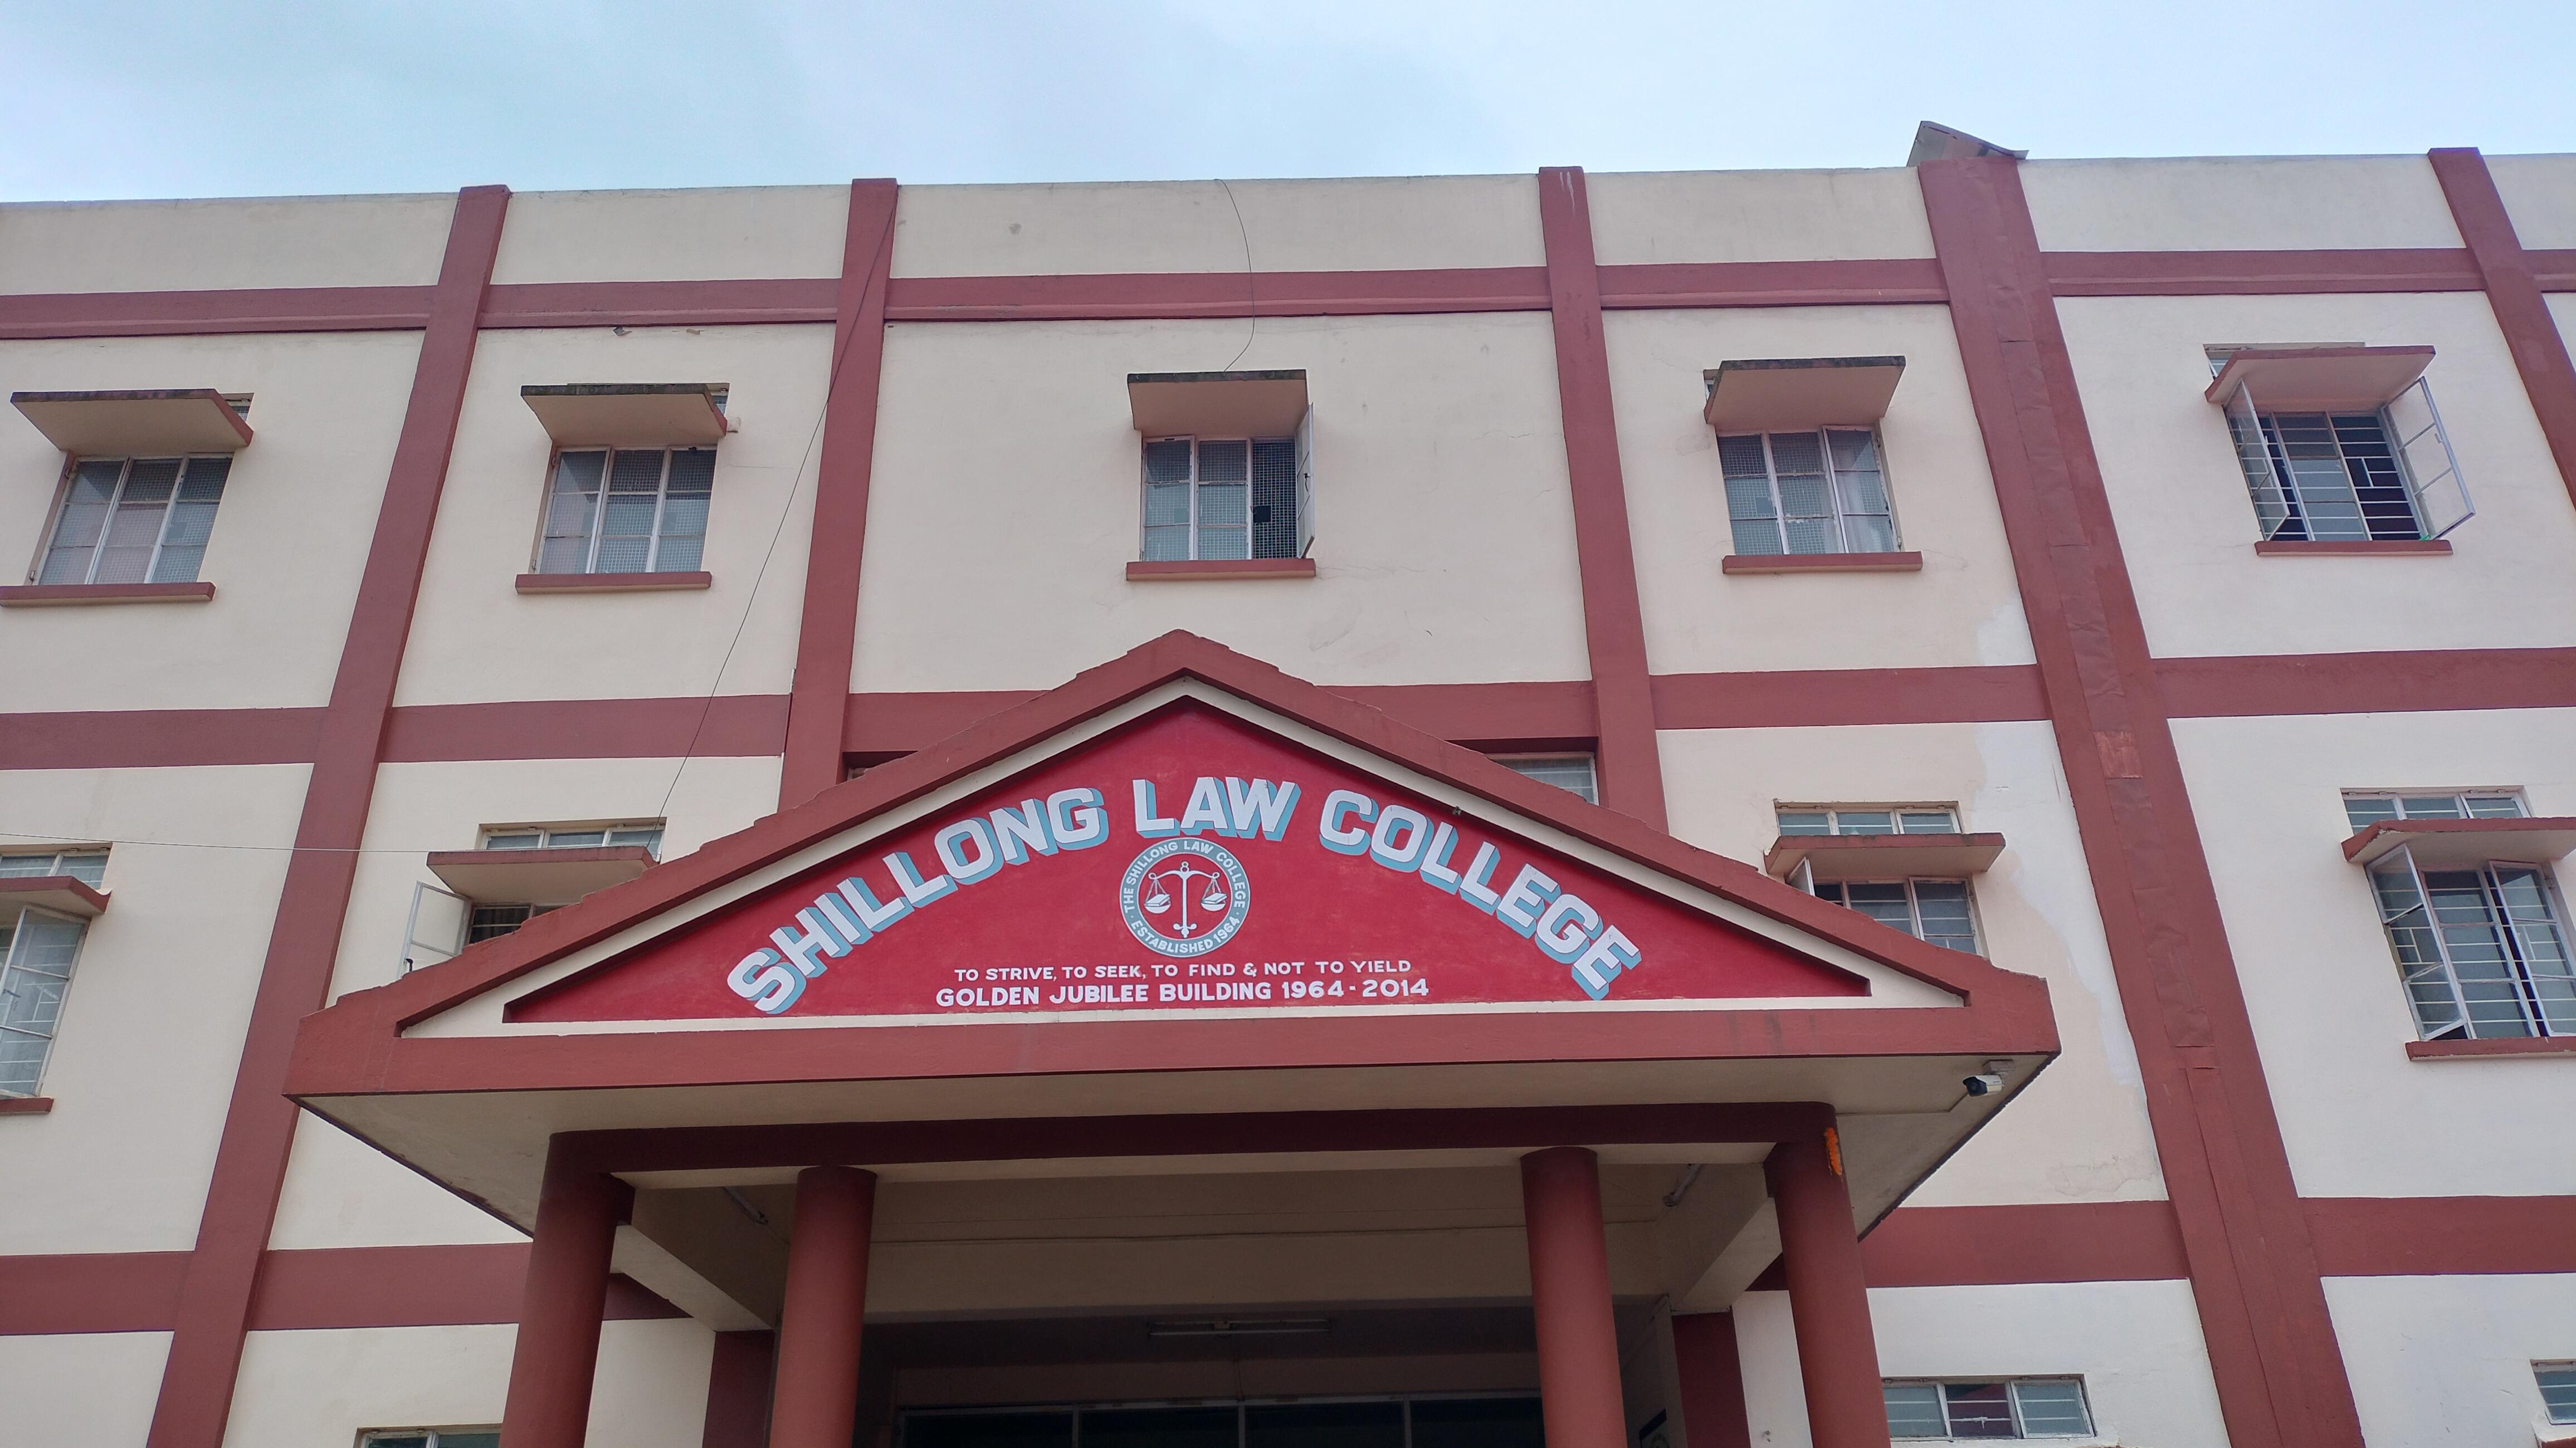 SHILLONG LAW COLLEGE
THE SHILLONG LAW COLLEGE
ESTABLISHED 1964
TO STRIVE, TO SEEK, TO FIND & NOT TO YIELD
GOLDEN JUBILEE BUILDING 1964-2014